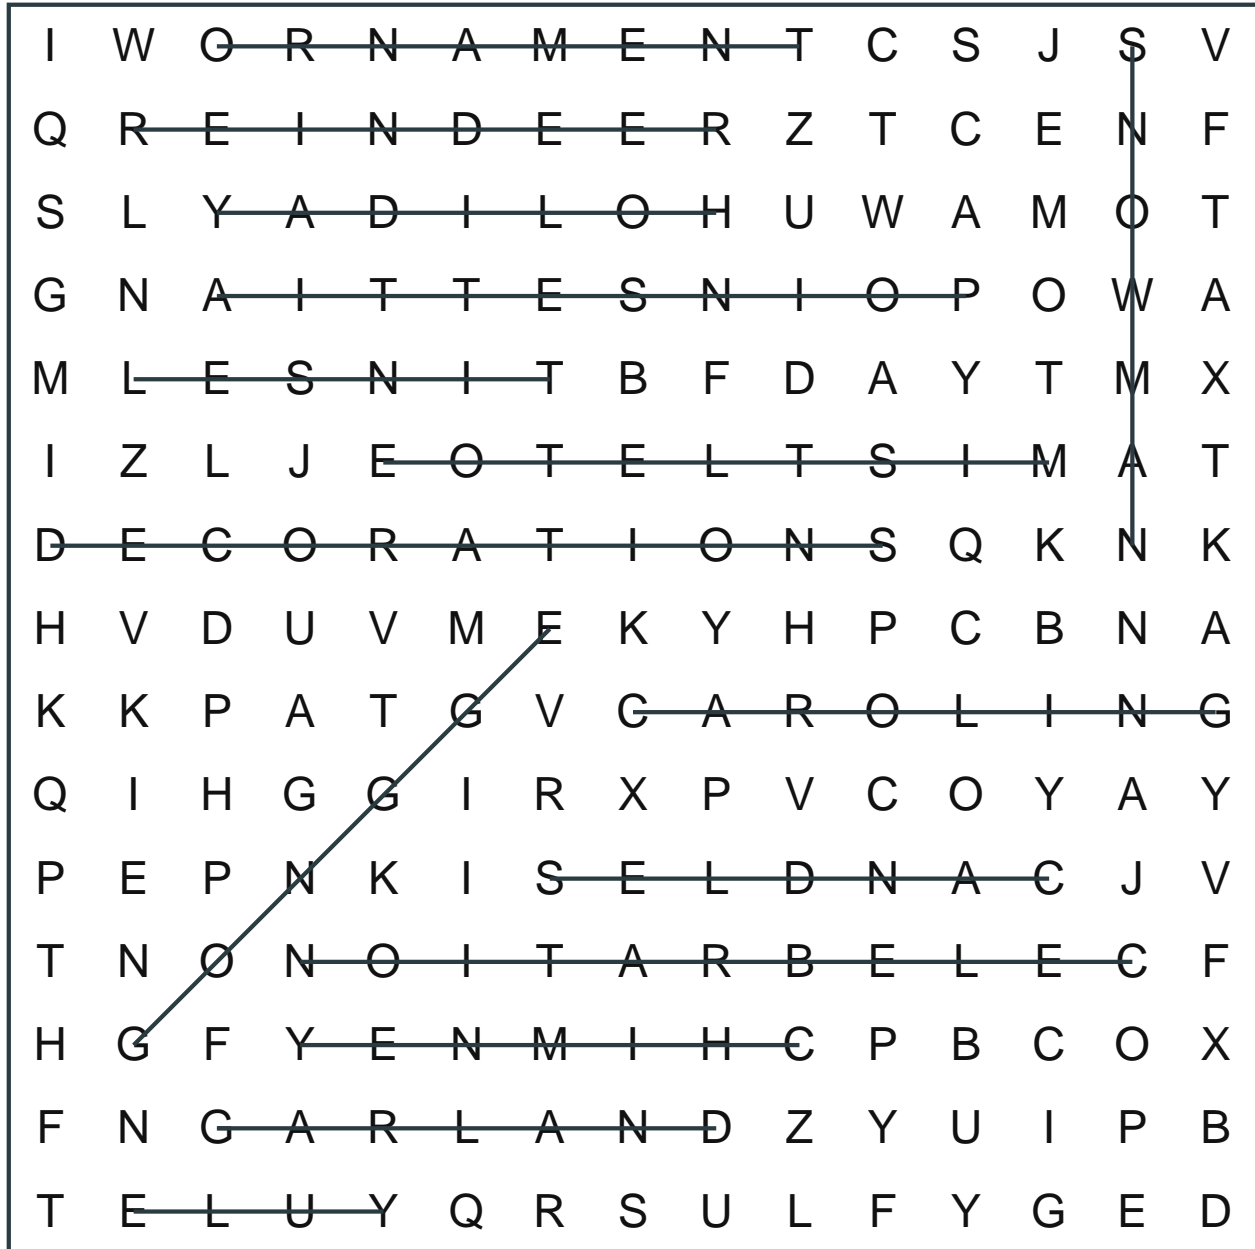 I W O R N A M E N T C S J S V
Q R E I N D E E R Z T C E N F
S L Y A D I L O H U W A M O T
G N A I T T E S N I O P O W A
M L E S N I T B F D A Y T M X
I Z L J E O T E L T S I M A T
D E C O R A T I O N S Q K N K
H V D U V M E K Y H P C B N A
K K P A T G V C A R O L I N G
Q I H G G I R X P V C O Y A Y
P E P N K I S E L D N A C J V
T N O N O I T A R B E L E C F
H G F Y E N M I H C P B C O X
F N G A R L A N D Z Y U I P B
T E L U Y Q R S U L F Y G E D